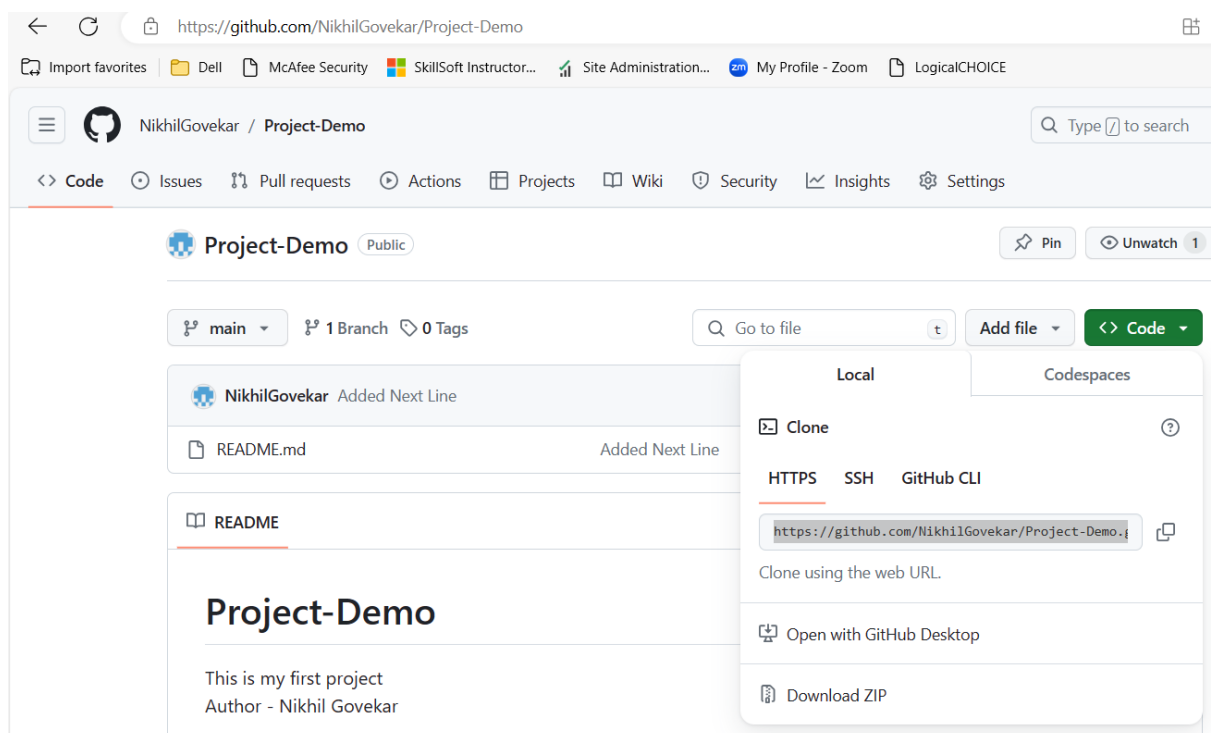 https://github.com/NikhilGovekar/Project-Demo
Import favorites Dell McAfee Security SkillSoft Instructor... Site Administration... zm My Profile - Zoom LogicalCHOICE
NikhilGovekar / Project-Demo Type / to search
Code Issues Pull requests Actions Projects Wiki Security Insights Settings
Project-Demo Public Pin Unwatch 1
main 1 Branch 0 Tags Go to file t Add file Code
Local Codespaces
NikhilGovekar Added Next Line
Clone
README.md Added Next Line
HTTPS SSH GitHub CLI
README
https://github.com/NikhilGovekar/Project-Demo.g
Clone using the web URL.
Project-Demo
Open with GitHub Desktop
This is my first project
Download ZIP
Author - Nikhil Govekar